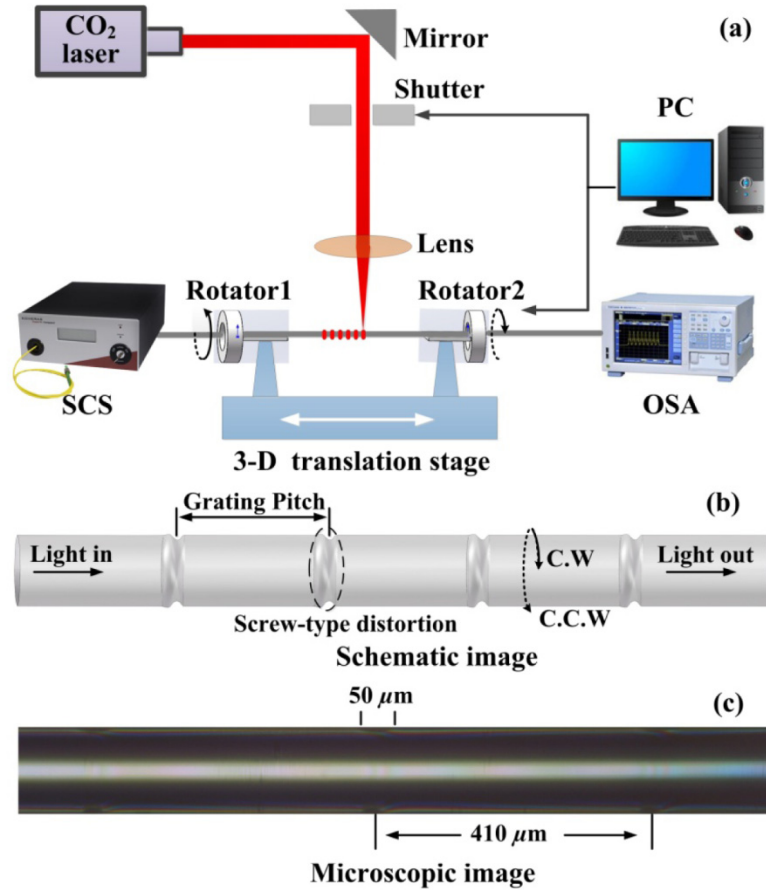 CO2
laser
Mirror
(a)
Shutter
PC
Lens
Rotator1
Rotator2
SCS
OSA
3-D translation stage
Grating Pitch
(b)
Light in
C.W
Light out
C.C.W
Screw-type distortion
Schematic image
50 μm
(c)
410 μm
Microscopic image